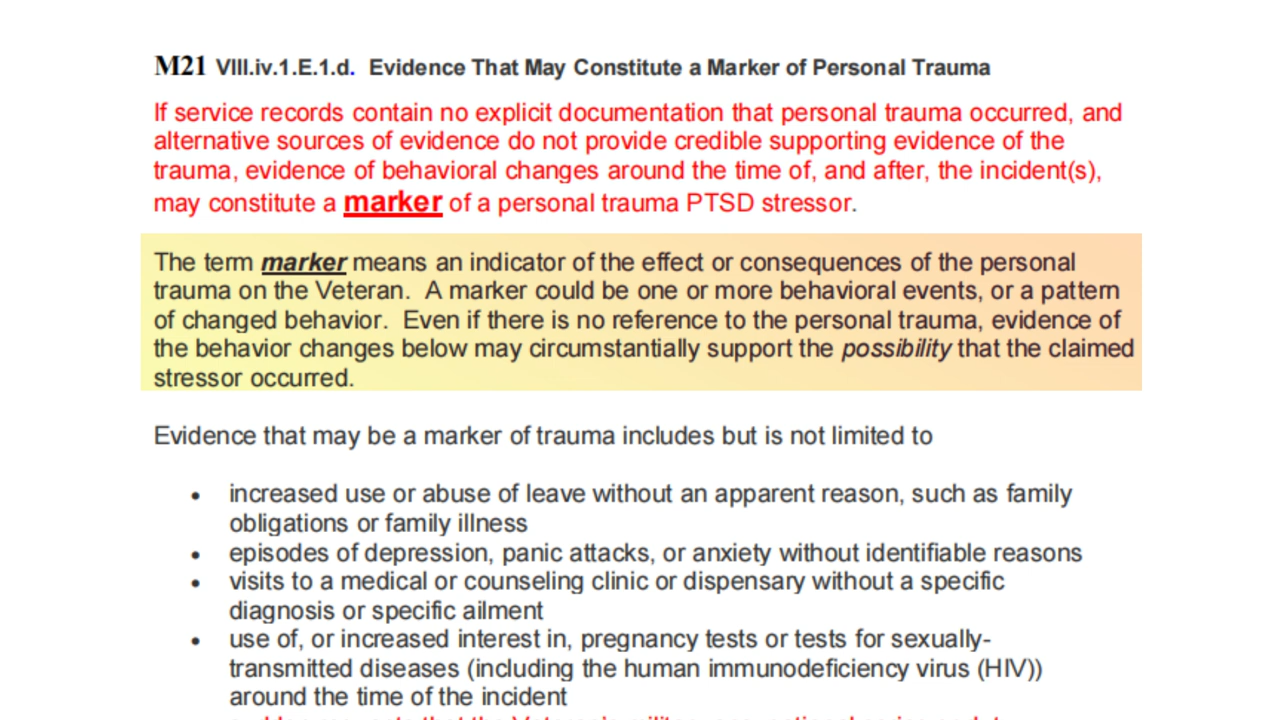 M21 VIII.iv.1.E.1.d. Evidence That May Constitute a Marker of Personal Trauma
If service records contain no explicit documentation that personal trauma occurred, and
alternative sources of evidence do not provide credible supporting evidence of the
trauma, evidence of behavioral changes around the time of, and after, the incident(s),
may constitute a marker of a personal trauma PTSD stressor.
The term marker means an indicator of the effect or consequences of the personal
trauma on the Veteran. A marker could be one or more behavioral events, or a pattern
of changed behavior. Even if there is no reference to the personal trauma, evidence of
the behavior changes below may circumstantially support the possibility that the claimed
stressor occurred.
Evidence that may be a marker of trauma includes but is not limited to
• increased use or abuse of leave without an apparent reason, such as family
obligations or family illness
• episodes of depression, panic attacks, or anxiety without identifiable reasons
• visits to a medical or counseling clinic or dispensary without a specific
diagnosis or specific ailment
• use of, or increased interest in, pregnancy tests or tests for sexually-
transmitted diseases (including the human immunodeficiency virus (HIV))
around the time of the incident